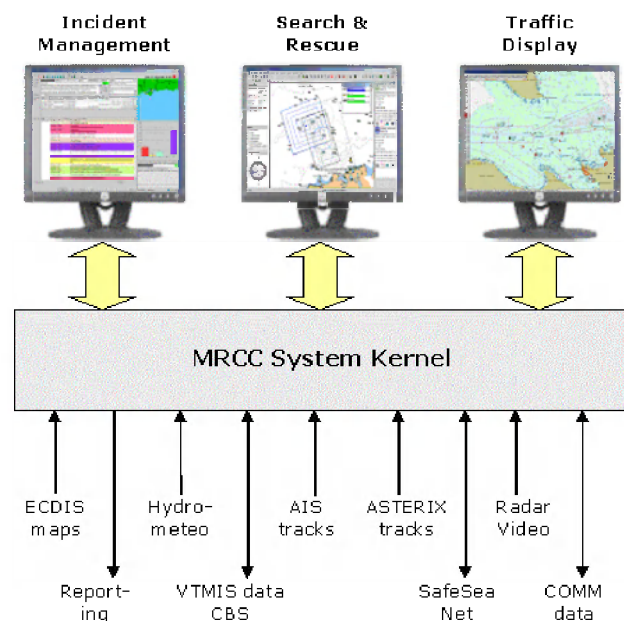 Incident
Management
Search &
Rescue
Traffic
Display
MRCC System Kernel
ECDIS
maps
Hydro-
meteo
AIS
tracks
ASTERIX
tracks
Radar
Video
Report-
ing
VTMIS data
CBS
SafeSea
Net
COMM
data